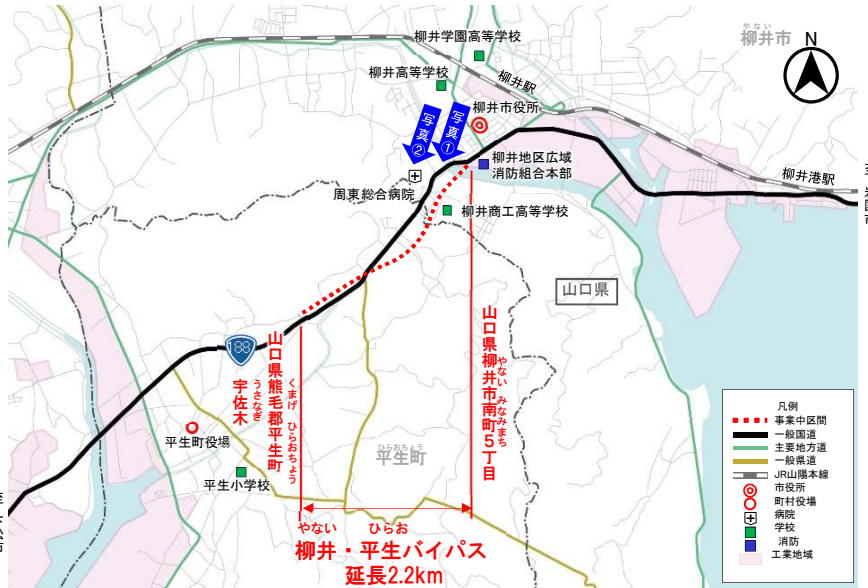 柳井学園高等学校
やない
柳井市
N
柳井高等学校
柳井駅
柳井市役所
写真①
写真②
柳井地区広域
消防組合本部
柳井港駅
周東総合病院
柳井商工高等学校
山口県
188
山口県熊毛郡平生町
くまげ ひらおちょう
宇佐木
うさなぎ
山口県柳井市南町5丁目
やない みなみまち
平生町役場
ひらおちょう
平生町
平生小学校
やない ひらお
柳井・平生バイパス
延長2.2km
凡例
事業中区間
一般国道
主要地方道
一般県道
JR山陽本線
市役所
町村役場
病院
学校
消防
工業地域